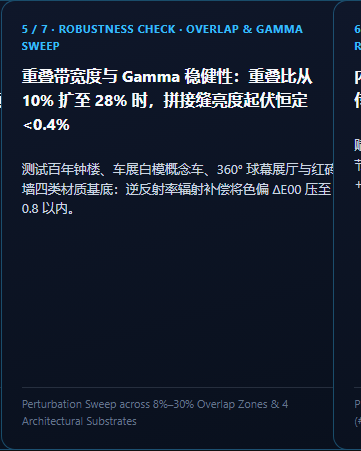 5 / 7 · ROBUSTNESS CHECK · OVERLAP & GAMMA
SWEEP
重叠带宽度与 Gamma 稳健性：重叠比从
10% 扩至 28% 时，拼接缝亮度起伏恒定
<0.4%
测试百年钟楼、车展白模概念车、360° 球幕展厅与红砖
墙四类材质基底：逆反射率辐射补偿将色偏 ΔE00 压至
0.8 以内。
Perturbation Sweep across 8%–30% Overlap Zones & 4
Architectural Substrates
6